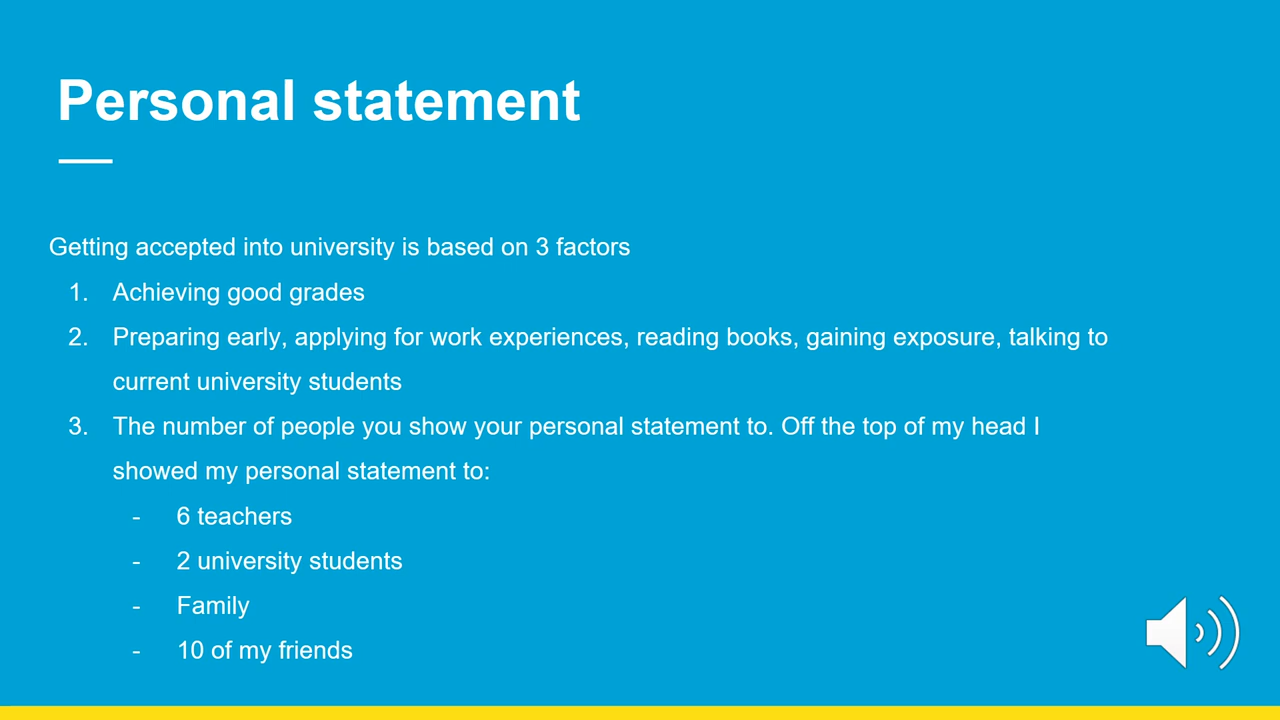 Personal statement
Getting accepted into university is based on 3 factors
1. Achieving good grades
2. Preparing early, applying for work experiences, reading books, gaining exposure, talking to
current university students
3. The number of people you show your personal statement to. Off the top of my head I
showed my personal statement to:
- 6 teachers
- 2 university students
- Family
- 10 of my friends